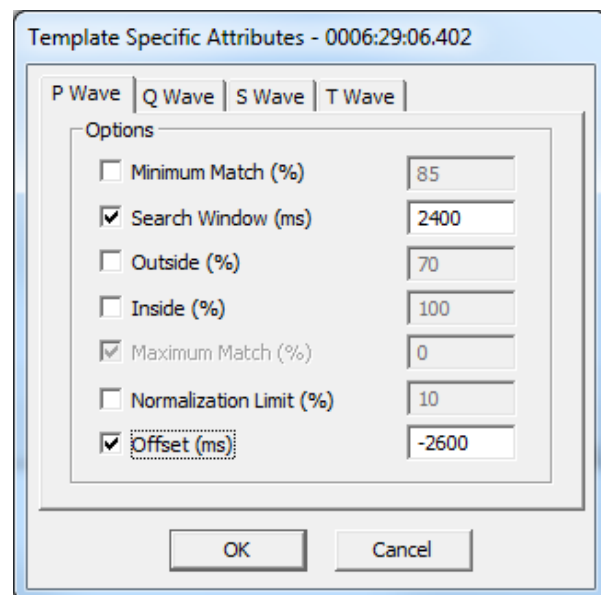 Template Specific Attributes - 0006:29:06.402
P Wave Q Wave S Wave T Wave
Options
Minimum Match (%) 85
Search Window (ms) 2400
Outside (%) 70
Inside (%) 100
Maximum Match (%) 0
Normalization Limit (%) 10
Offset (ms) -2600
OK Cancel